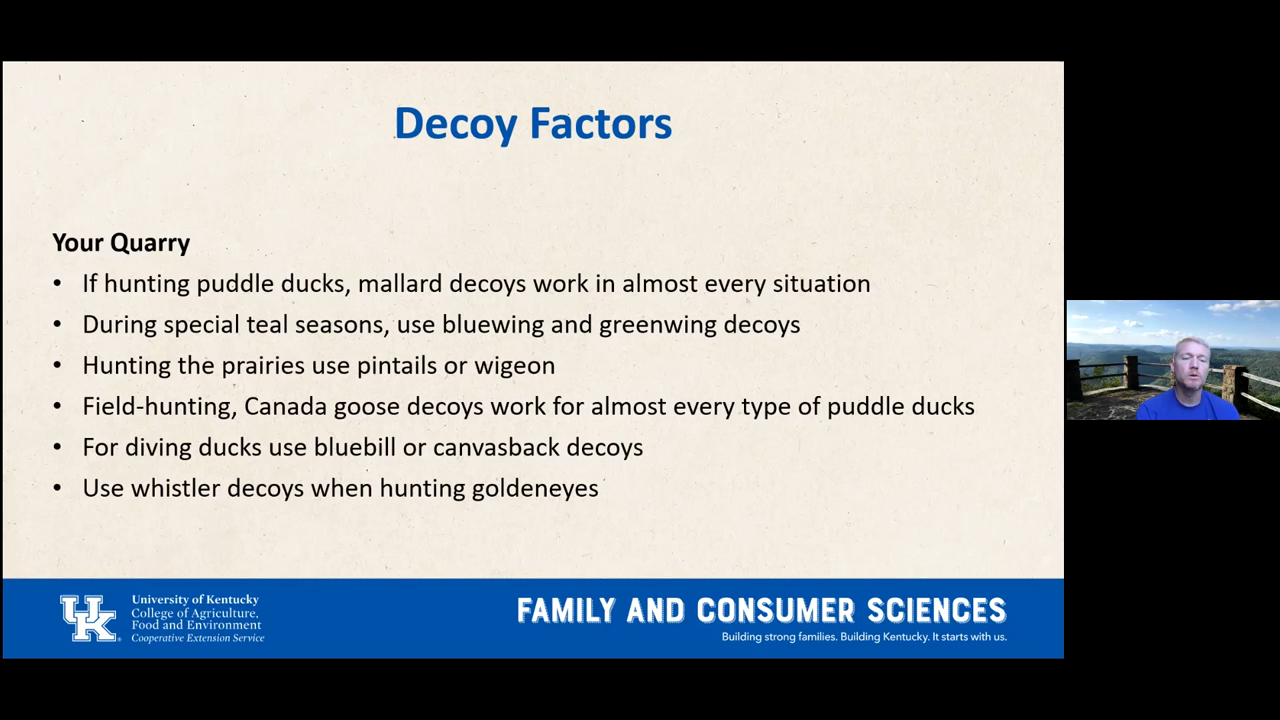 Decoy Factors
Your Quarry
• If hunting puddle ducks, mallard decoys work in almost every situation
• During special teal seasons, use bluewing and greenwing decoys
• Hunting the prairies use pintails or wigeon
• Field-hunting, Canada goose decoys work for almost every type of puddle ducks
• For diving ducks use bluebill or canvasback decoys
• Use whistler decoys when hunting goldeneyes
UK
University of Kentucky
College of Agriculture,
Food and Environment
Cooperative Extension Service
FAMILY AND CONSUMER SCIENCES
Building strong families. Building Kentucky. It starts with us.